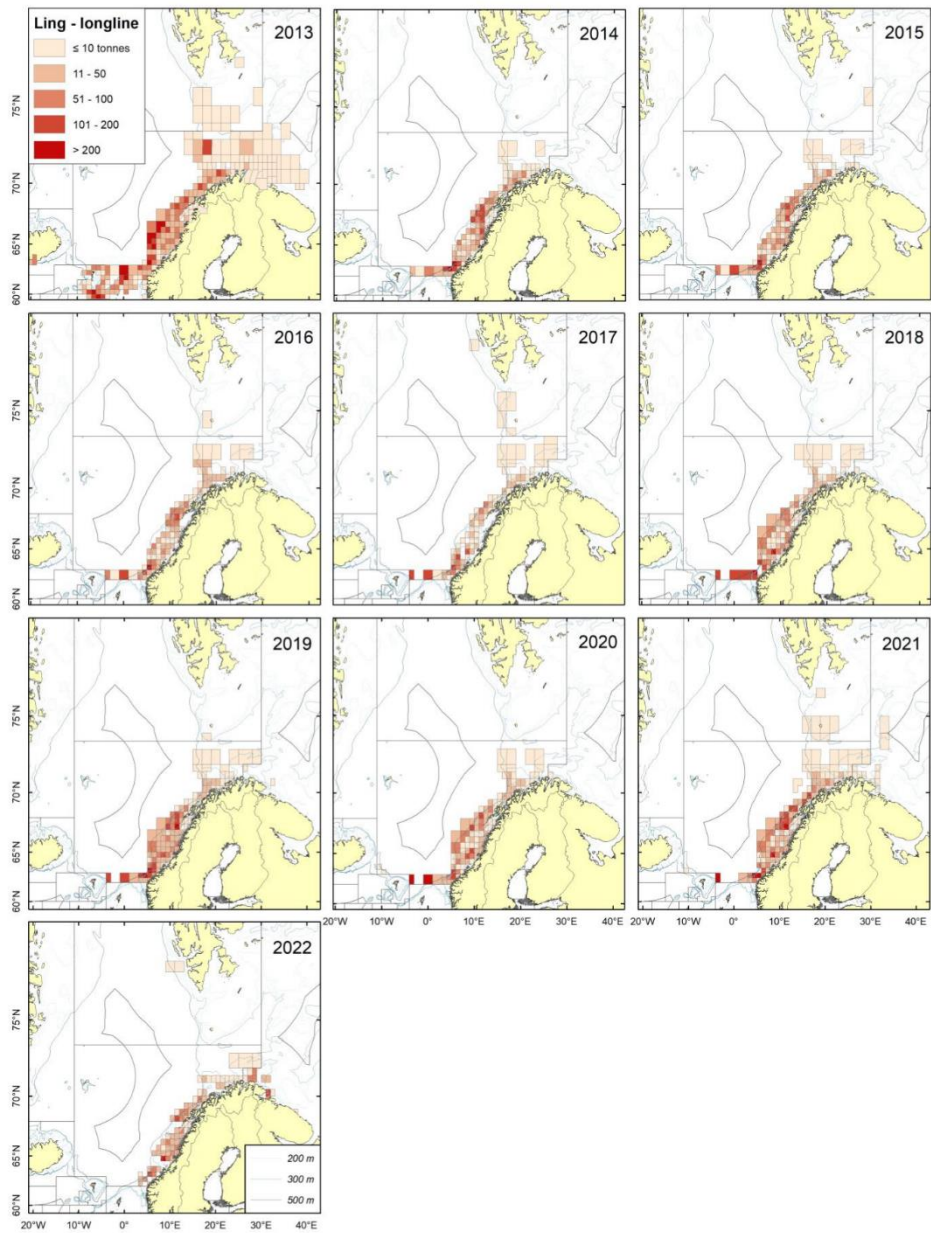 Ling - longline
≤ 10 tonnes
11 - 50
51 - 100
101 - 200
> 200
2013
2014
2015
75°N
70°N
65°N
60°N
2016
2017
2018
75°N
70°N
65°N
60°N
2019
2020
2021
75°N
70°N
65°N
60°N
20°W 10°W 0° 10°E 20°E 30°E 40°E
20°W 10°W 0° 10°E 20°E 30°E 40°E
2022
75°N
70°N
65°N
60°N
200 m
300 m
500 m
20°W 10°W 0° 10°E 20°E 30°E 40°E